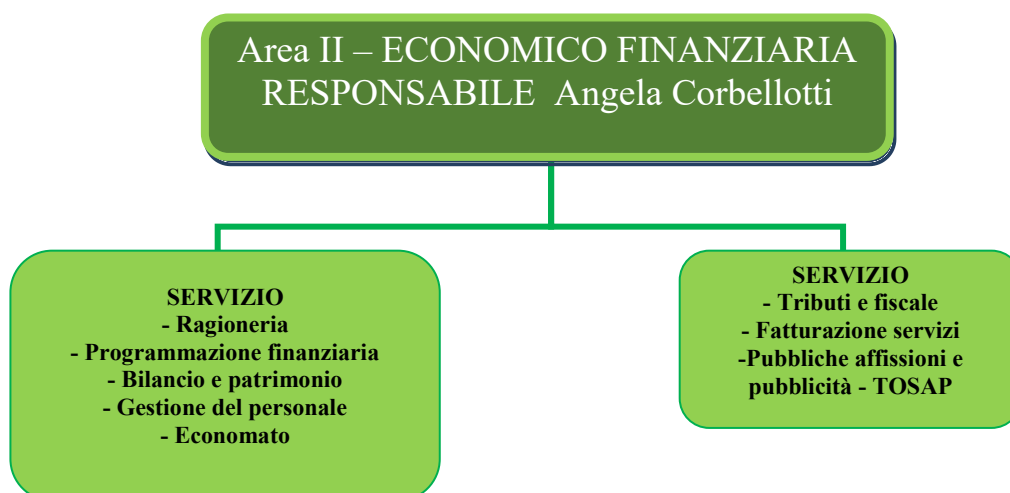 Area II – ECONOMICO FINANZIARIA
RESPONSABILE Angela Corbellotti
SERVIZIO
- Ragioneria
- Programmazione finanziaria
- Bilancio e patrimonio
- Gestione del personale
- Economato
SERVIZIO
- Tributi e fiscale
- Fatturazione servizi
-Pubbliche affissioni e
pubblicità - TOSAP